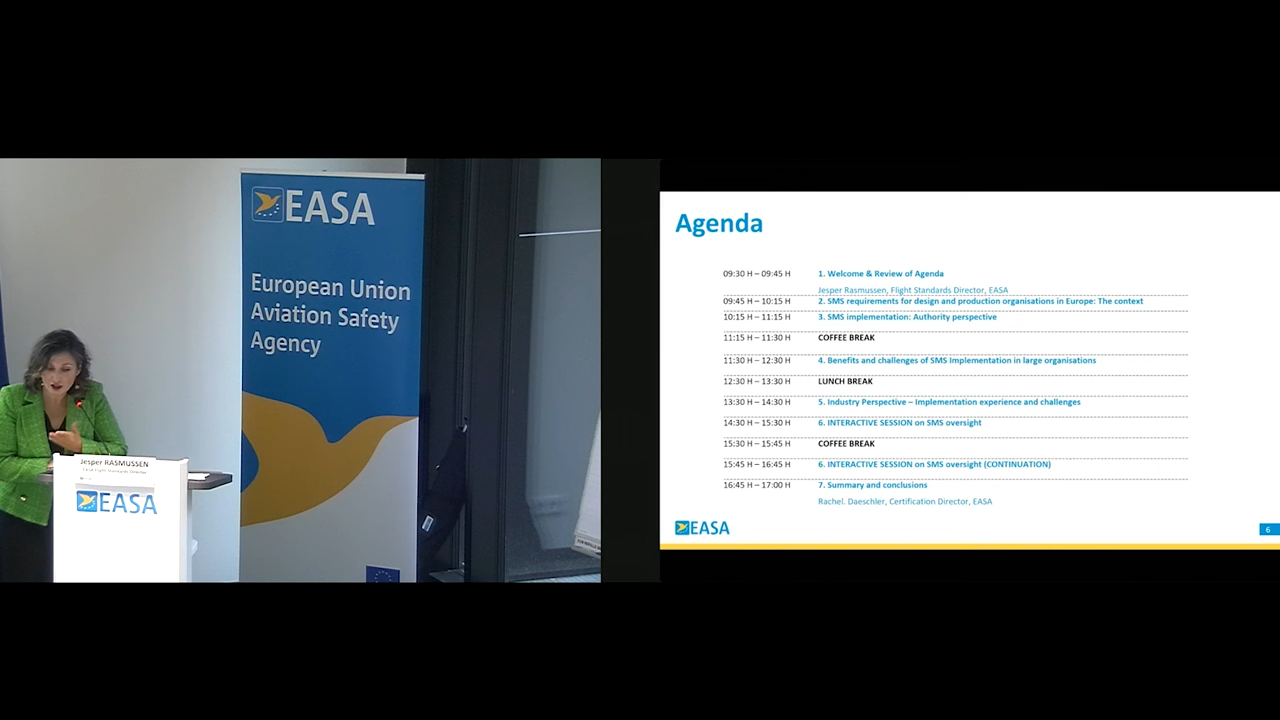 EASA
European Union
Aviation Safety
Agency
Jesper RASMUSSEN
EASA Flight Standards Director
EASA
Agenda
09:30 H – 09:45 H 1. Welcome & Review of Agenda
Jesper Rasmussen, Flight Standards Director, EASA
09:45 H – 10:15 H 2. SMS requirements for design and production organisations in Europe: The context
10:15 H – 11:15 H 3. SMS implementation: Authority perspective
11:15 H – 11:30 H COFFEE BREAK
11:30 H – 12:30 H 4. Benefits and challenges of SMS Implementation in large organisations
12:30 H – 13:30 H LUNCH BREAK
13:30 H – 14:30 H 5. Industry Perspective – Implementation experience and challenges
14:30 H – 15:30 H 6. INTERACTIVE SESSION on SMS oversight
15:30 H – 15:45 H COFFEE BREAK
15:45 H – 16:45 H 6. INTERACTIVE SESSION on SMS oversight (CONTINUATION)
16:45 H – 17:00 H 7. Summary and conclusions
Rachel. Daeschler, Certification Director, EASA
EASA
6